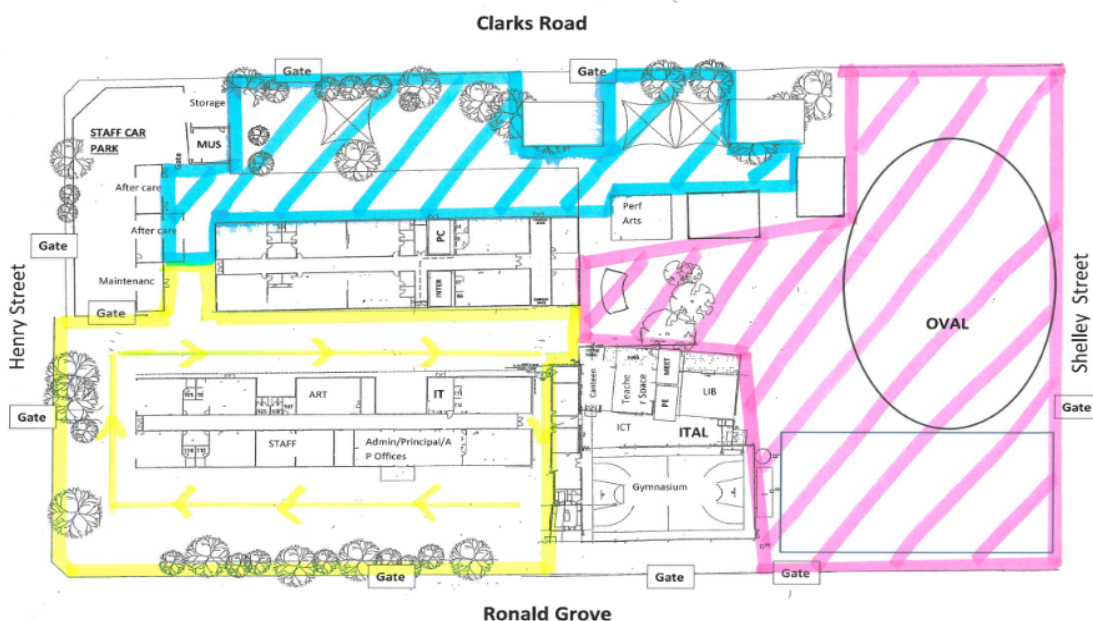 Clarks Road
Gate
Gate
Storage
STAFF CAR
PARK
MUS
Gate
After care
After care
Perf
Arts
PC
INTER
Gate
Maintenanc
Gate
Henry Street
OVAL
Shelley Street
Canteen
Teache
r Space
MEET
PE
LIB
ART
IT
ICT
ITAL
STAFF
Admin/Principal/A
P Offices
Gate
Gate
Gymnasium
Gate
Gate
Gate
Ronald Grove